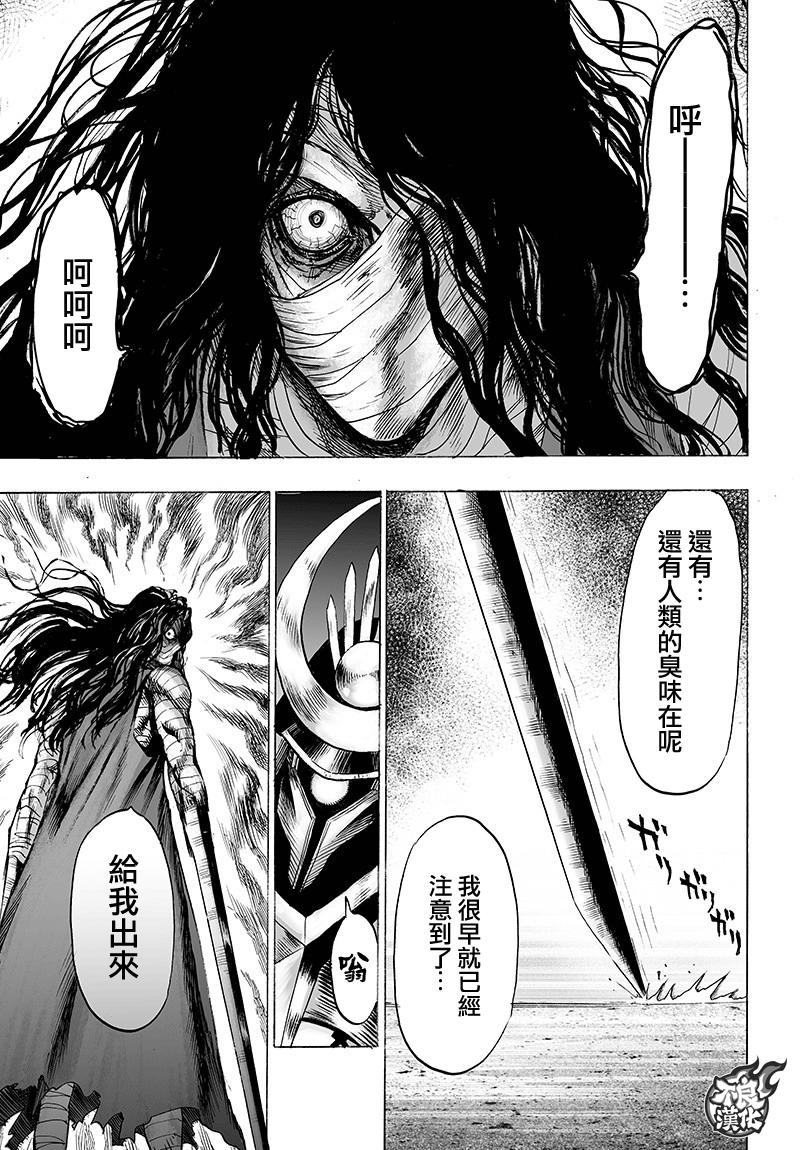 呼————…
呵呵呵
還有…
還有人類的臭味在呢
ガリ
ガリガリ
我很早就已經
注意到了…
嗡
給我出來
不良
漢化